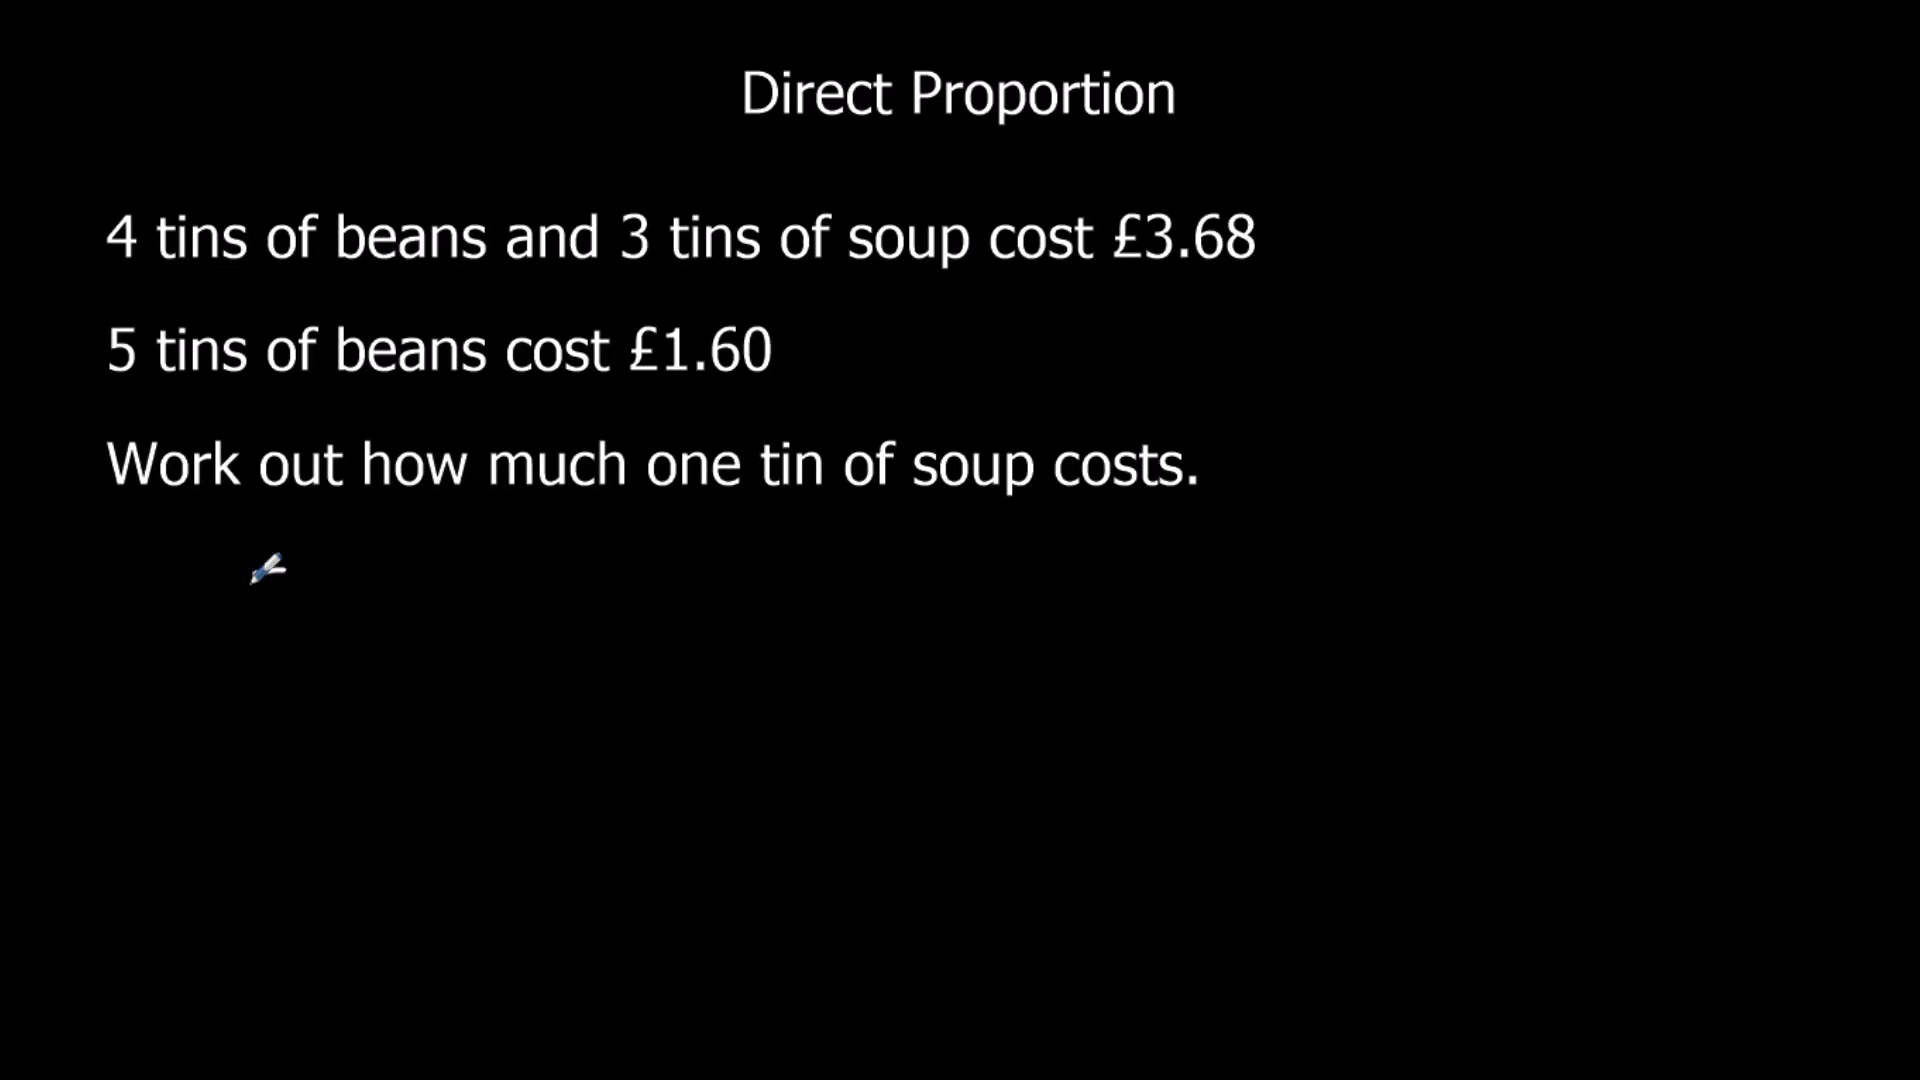 Direct Proportion
4 tins of beans and 3 tins of soup cost £3.68
5 tins of beans cost £1.60
Work out how much one tin of soup costs.